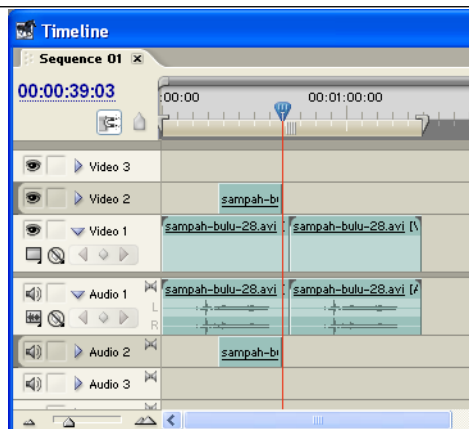 Timeline
Sequence 01 x
00:00:39:03
:00:00 00:01:00:00
Video 3
Video 2 sampah-bu
Video 1 sampah-bulu-28.avi [ sampah-bulu-28.avi [V
Audio 1 sampah-bulu-28.avi [ sampah-bulu-28.avi [A
L
R
Audio 2 sampah-bu
Audio 3